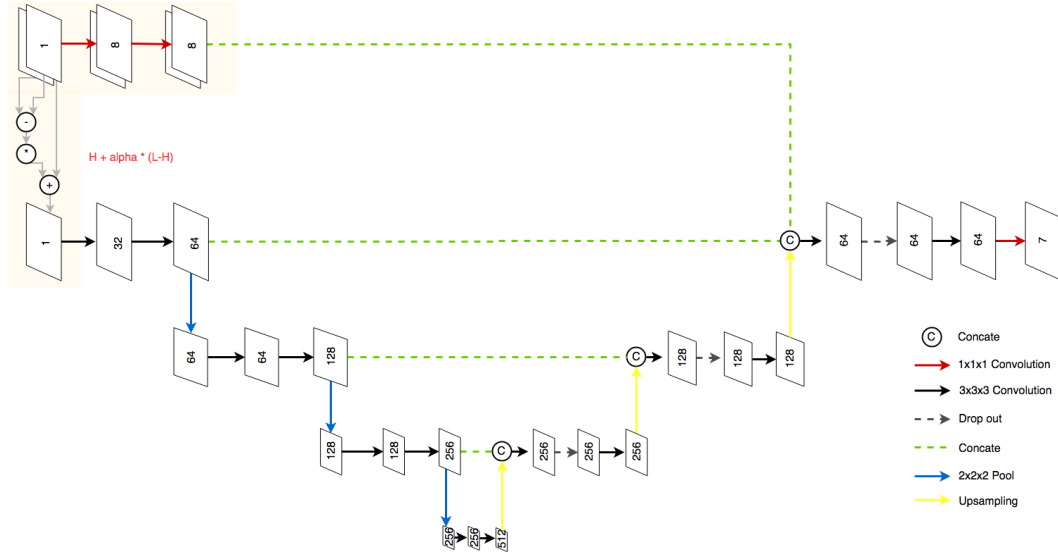 1
8
8
-
*
H + alpha * (L-H)
+
1
32
64
C
64
64
64
7
64
64
128
C
128
128
128
128
128
256
C
256
256
256
256
256
512
C
Concate
1x1x1 Convolution
3x3x3 Convolution
Drop out
Concate
2x2x2 Pool
Upsampling